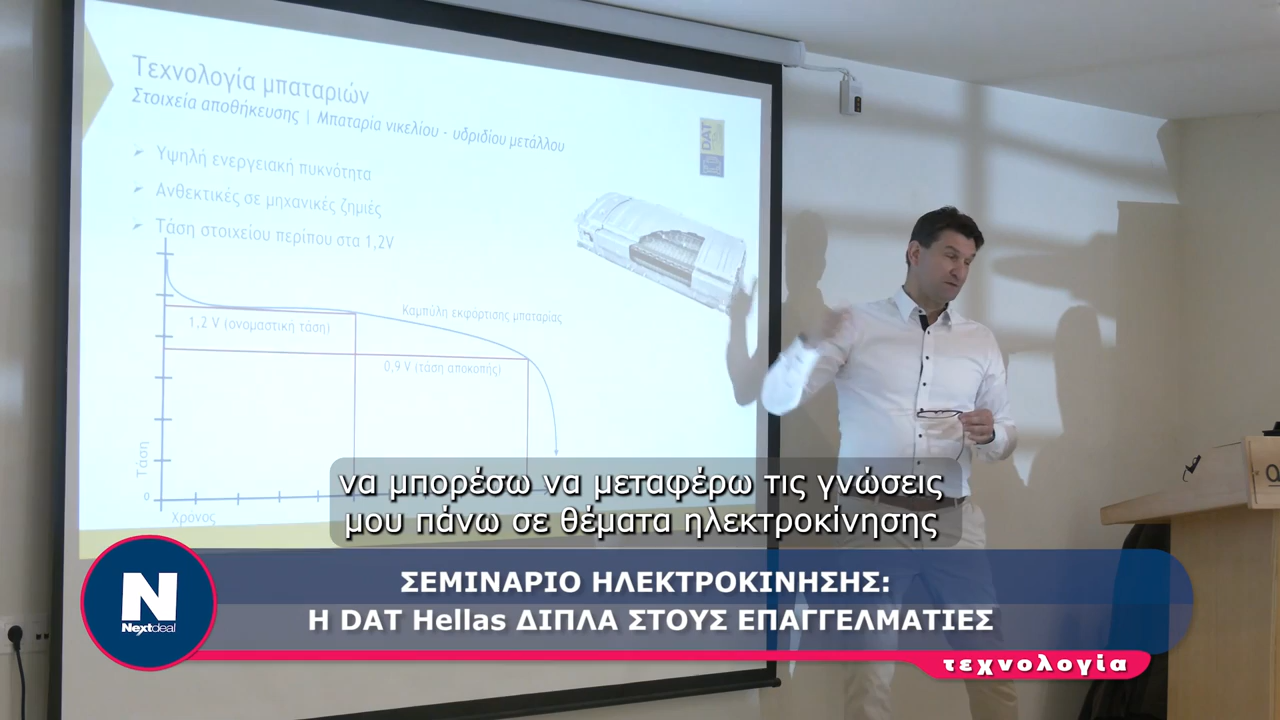 Τεχνολογία μπαταριών
Στοιχεία αποθήκευσης | Μπαταρία νικελίου - υδριδίου μετάλλου
DAT
Υψηλή ενεργειακή πυκνότητα
Ανθεκτικές σε μηχανικές ζημιές
Τάση στοιχείου περίπου στα 1,2V
Καμπύλη εκφόρτισης μπαταρίας
1,2 V (ονομαστική τάση)
0,9 V (τάση αποκοπής)
Τάση
0
Χρονος
να μπορέσω να μεταφέρω τις γνώσεις
μου πάνω σε θέματα ηλεκτροκίνησης
N
Nextdeal
ΣΕΜΙΝΑΡΙΟ ΗΛΕΚΤΡΟΚΙΝΗΣΗΣ:
Η DAT Hellas ΔΙΠΛΑ ΣΤΟΥΣ ΕΠΑΓΓΕΛΜΑΤΙΕΣ
τεχνολογία